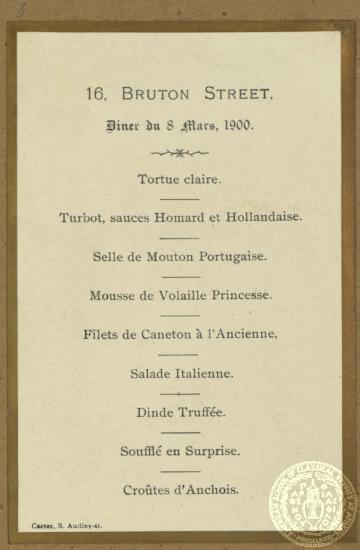 16, BRUTON STREET,
Diner du 8 Mars, 1900.
Tortue claire.
Turbot, sauces Homard et Hollandaise.
Selle de Mouton Portugaise.
Mousse de Volaille Princesse.
Filets de Caneton à l'Ancienne,
Salade Italienne.
Dinde Truffée.
Soufflé en Surprise.
Croûtes d'Anchois.
Carter, S. Audley-st.